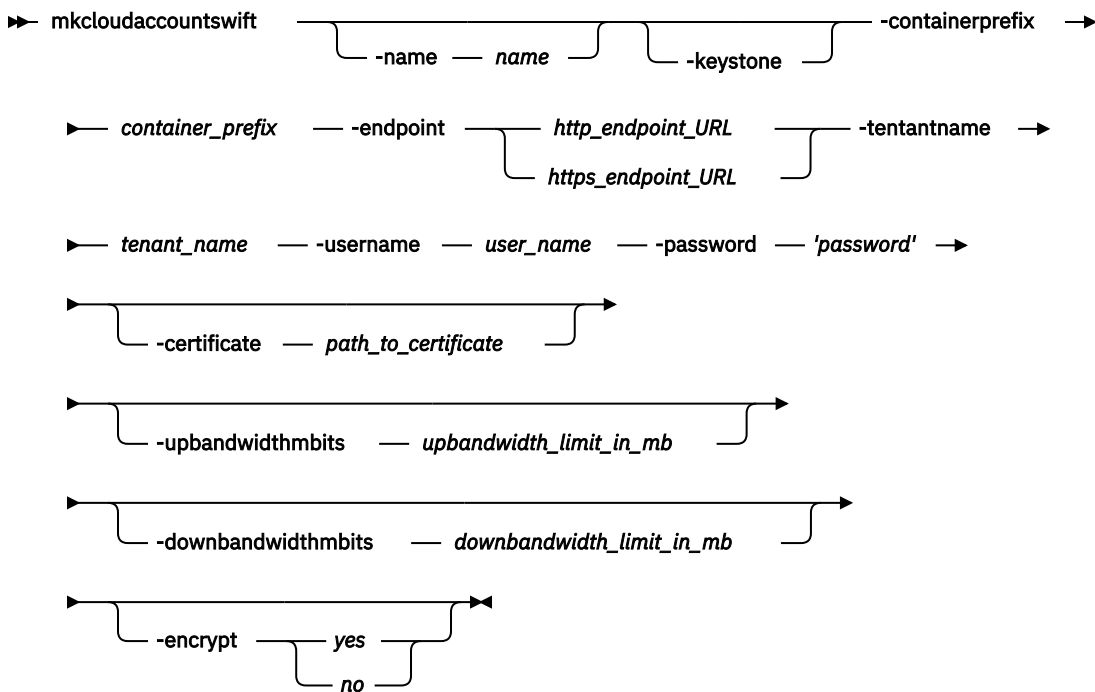 mkcloudaccountswift -containerprefix
-name name -keystone
container_prefix -endpoint http_endpoint_URL -tentantname
https_endpoint_URL
tenant_name -username user_name -password 'password'
-certificate path_to_certificate
-upbandwidthmbits upbandwidth_limit_in_mb
-downbandwidthmbits downbandwidth_limit_in_mb
-encrypt yes
no